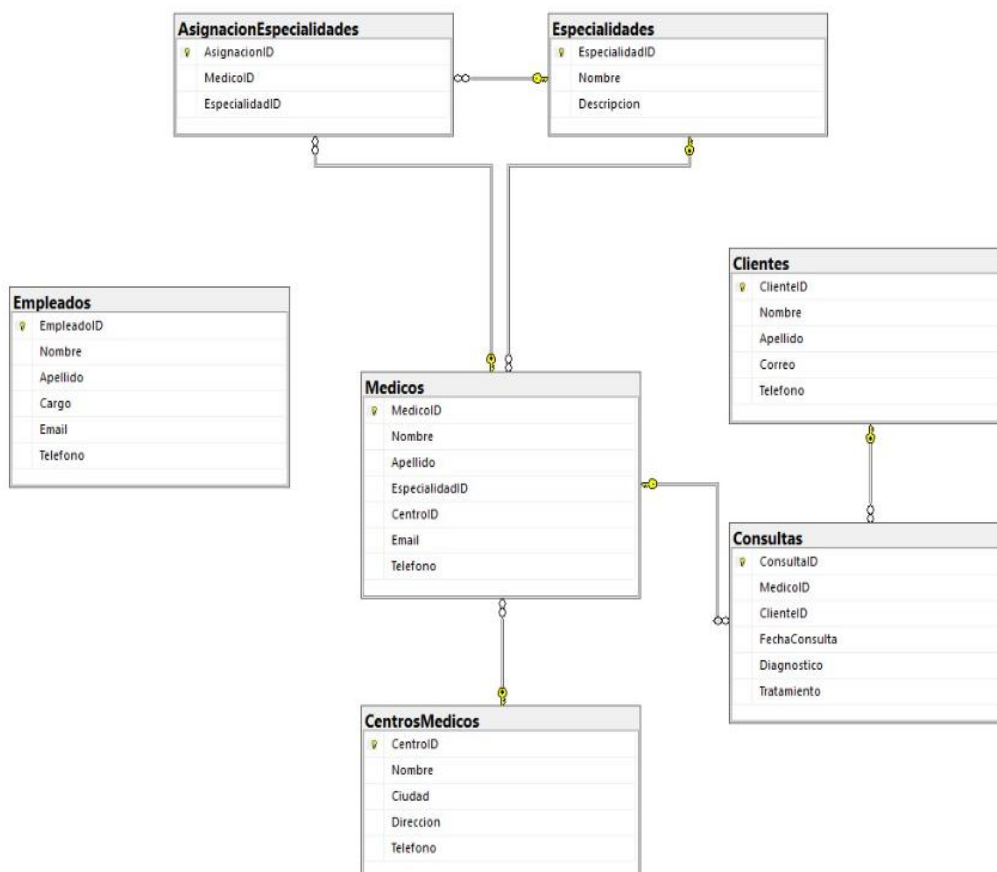 AsignacionEspecialidades
AsignacionID
MedicoID
EspecialidadID
Especialidades
EspecialidadID
Nombre
Descripcion
Empleados
EmpleadoID
Nombre
Apellido
Cargo
Email
Telefono
Medicos
MedicoID
Nombre
Apellido
EspecialidadID
CentroID
Email
Telefono
Clientes
ClienteID
Nombre
Apellido
Correo
Telefono
Consultas
ConsultaID
MedicoID
ClienteID
FechaConsulta
Diagnostico
Tratamiento
CentrosMedicos
CentroID
Nombre
Ciudad
Direccion
Telefono